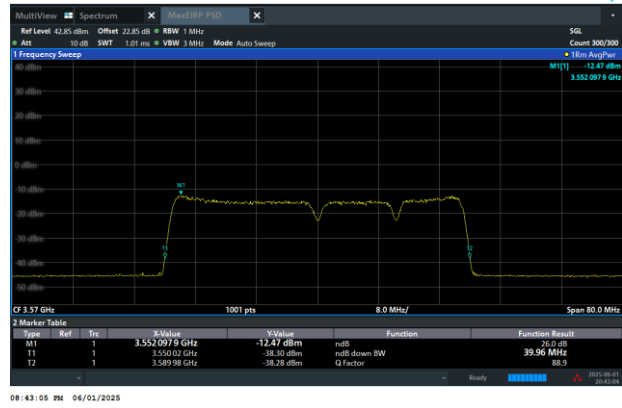 MultiView Spectrum X MaxEIRP PSD X
Ref Level 42.85 dBm Offset 22.85 dB RBW 1 MHz SGL
Att 10 dB SWT 1.01 ms VBW 3 MHz Mode Auto Sweep Count 300/300
1 Frequency Sweep 1Rm AvgPwr
M1[1] -12.47 dBm
3.552 097 9 GHz
40 dBm
30 dBm
20 dBm
10 dBm
0 dBm
-10 dBm
M1
-20 dBm
-30 dBm
T1 T2
-40 dBm
-50 dBm
CF 3.57 GHz 1001 pts 8.0 MHz/ Span 80.0 MHz
2 Marker Table
Type Ref Trc X-Value Y-Value Function Function Result
M1 1 3.552 097 9 GHz -12.47 dBm ndB 26.0 dB
T1 1 3.550 02 GHz -38.30 dBm ndB down BW 39.96 MHz
T2 1 3.589 98 GHz -38.28 dBm Q Factor 88.9
Ready 2025-06-01
20:43:04
08:43:05 PM 06/01/2025